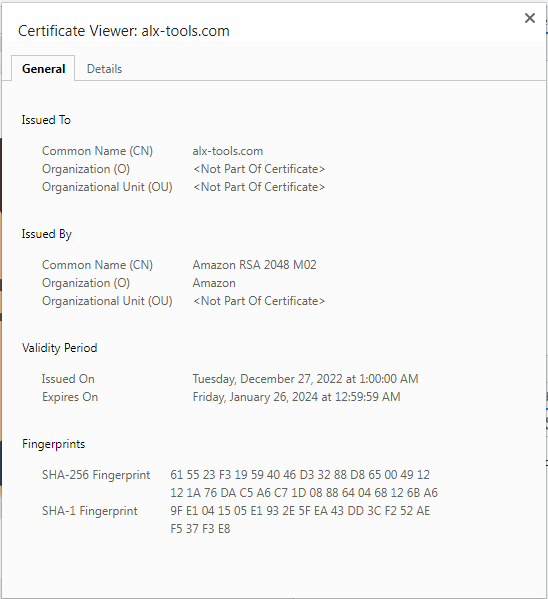 Certificate Viewer: alx-tools.com
General Details
Issued To
Common Name (CN) alx-tools.com
Organization (O) <Not Part Of Certificate>
Organizational Unit (OU) <Not Part Of Certificate>
Issued By
Common Name (CN) Amazon RSA 2048 M02
Organization (O) Amazon
Organizational Unit (OU) <Not Part Of Certificate>
Validity Period
Issued On Tuesday, December 27, 2022 at 1:00:00 AM
Expires On Friday, January 26, 2024 at 12:59:59 AM
Fingerprints
SHA-256 Fingerprint 61 55 23 F3 19 59 40 46 D3 32 88 D8 65 00 49 12
12 1A 76 DA C5 A6 C7 1D 08 88 64 04 68 12 6B A6
SHA-1 Fingerprint 9F E1 04 15 05 E1 93 2E 5F EA 43 DD 3C F2 52 AE
F5 37 F3 E8